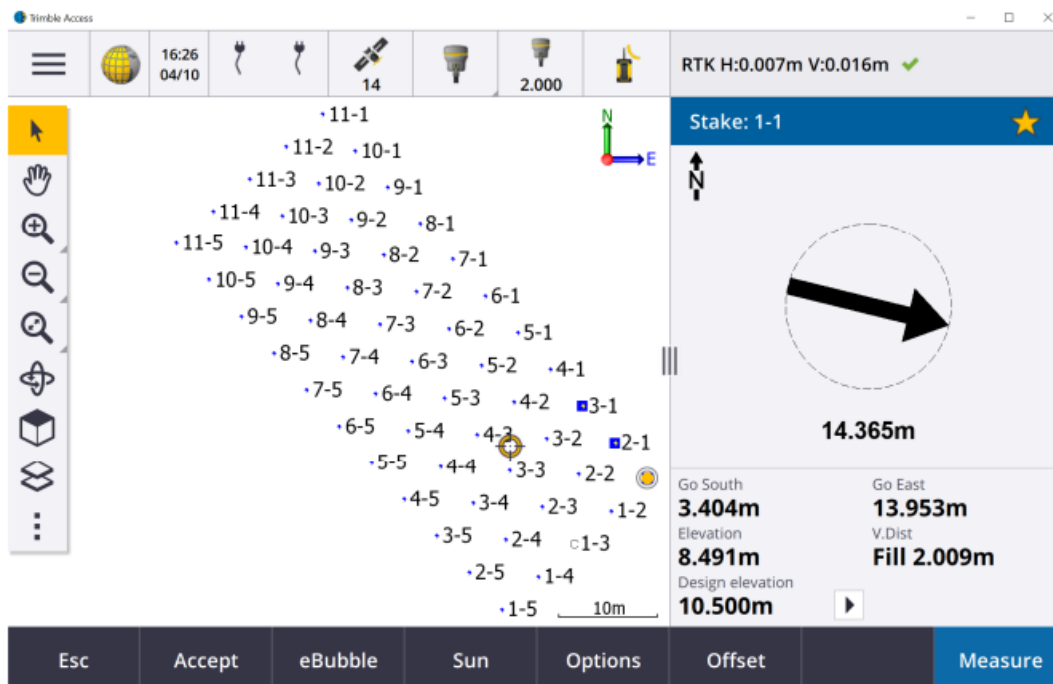 Trimble Access
16:26
04/10
14
2.000
RTK H:0.007m V:0.016m
Stake: 1-1
N
E
11-1
11-2 10-1
11-3 10-2 9-1
11-4 10-3 9-2 8-1
11-5 10-4 9-3 8-2 7-1
10-5 9-4 8-3 7-2 6-1
9-5 8-4 7-3 6-2 5-1
8-5 7-4 6-3 5-2 4-1
7-5 6-4 5-3 4-2 3-1
6-5 5-4 4-3 3-2 2-1
5-5 4-4 3-3 2-2
4-5 3-4 2-3 1-2
3-5 2-4 1-3
2-5 1-4
1-5 10m
N
14.365m
Go South Go East
3.404m 13.953m
Elevation V.Dist
8.491m Fill 2.009m
Design elevation
10.500m
Esc Accept eBubble Sun Options Offset Measure